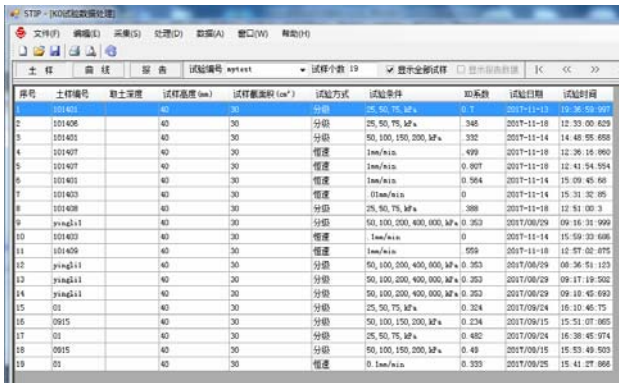 STIP - [K0试验数据处理]
文件(F) 编辑(E) 采集(S) 处理(D) 数据(A) 窗口(W) 帮助(H)
土 样 曲 线 报 告 试验编号 mytest 试样个数 19 显示全部试样 显示报告数据 |< << >>
序号 土样编号 取土深度 试样高度(mm) 试样截面积(cm²) 试验方式 试验条件 K0系数 试验日期 试验时间
1 101401 40 30 分级 25,50,75,kPa 0.7 2017-11-13 19:36:59:997
2 101406 40 30 分级 25,50,75,kPa 346 2017-11-18 12:33:00:629
3 101401 40 30 分级 50,100,150,200,kPa 332 2017-11-14 14:48:55:658
4 101407 40 30 恒速 1mm/min .499 2017-11-18 12:36:16:860
5 101407 40 30 恒速 1mm/min 0.807 2017-11-18 12:41:54:554
6 101401 40 30 恒速 1mm/min 0.564 2017-11-14 15:09:45:68
7 101403 40 30 恒速 .01mm/min 0 2017-11-14 15:31:32:85
8 101408 40 30 分级 25,50,75,kPa 388 2017-11-18 12:51:00:3
9 yingli1 40 30 分级 50,100,200,400,800,kPa 0.353 2017/08/29 09:16:31:999
10 101403 40 30 恒速 .1mm/min 0 2017-11-14 15:59:33:686
11 101409 40 30 恒速 1mm/min .559 2017-11-18 12:57:02:875
12 yingli1 40 30 分级 50,100,200,400,800,kPa 0.353 2017/08/29 08:36:51:123
13 yingli1 40 30 分级 50,100,200,400,800,kPa 0.353 2017/08/29 09:17:19:502
14 yingli1 40 30 分级 50,100,200,400,800,kPa 0.353 2017/08/29 09:10:45:693
15 01 40 30 分级 25,50,75,kPa 0.324 2017/09/24 16:10:46:75
16 0915 40 30 分级 50,100,150,200,kPa 0.234 2017/09/15 15:51:07:865
17 01 40 30 分级 25,50,75,kPa 0.482 2017/09/24 16:38:45:974
18 0915 40 30 分级 50,100,150,200,kPa 0.49 2017/09/15 15:53:49:503
19 01 40 30 恒速 0.1mm/min 0.333 2017/09/25 15:41:27:866